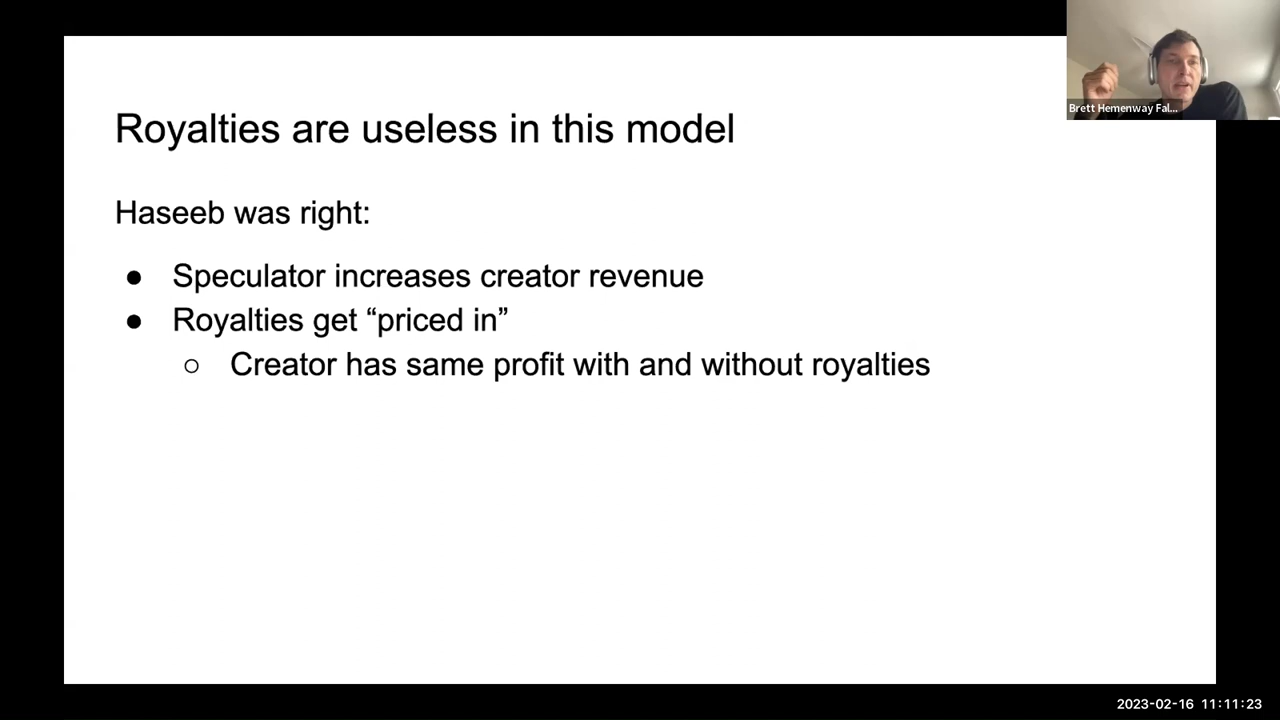 Brett Hemenway Fal...
Royalties are useless in this model
Haseeb was right:
● Speculator increases creator revenue
● Royalties get “priced in”
○ Creator has same profit with and without royalties
2023-02-16 11:11:23